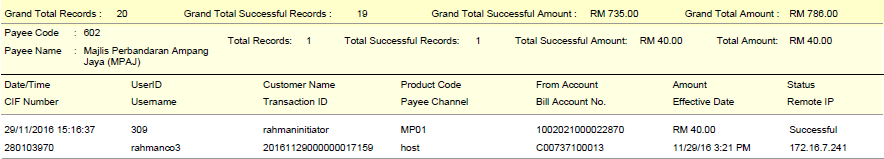 Grand Total Records : 20 Grand Total Successful Records : 19 Grand Total Successful Amount : RM 735.00 Grand Total Amount : RM 786.00
Payee Code : 602
Total Records: 1 Total Successful Records: 1 Total Successful Amount: RM 40.00 Total Amount: RM 40.00
Payee Name : Majlis Perbandaran Ampang
Jaya (MPAJ)
Date/Time UserID Customer Name Product Code From Account Amount Status
CIF Number Username Transaction ID Payee Channel Bill Account No. Effective Date Remote IP
29/11/2016 15:16:37 309 rahmaninitiator MP01 1002021000022870 RM 40.00 Successful
280103970 rahmanco3 20161129000000017159 host C00737100013 11/29/16 3:21 PM 172.16.7.241